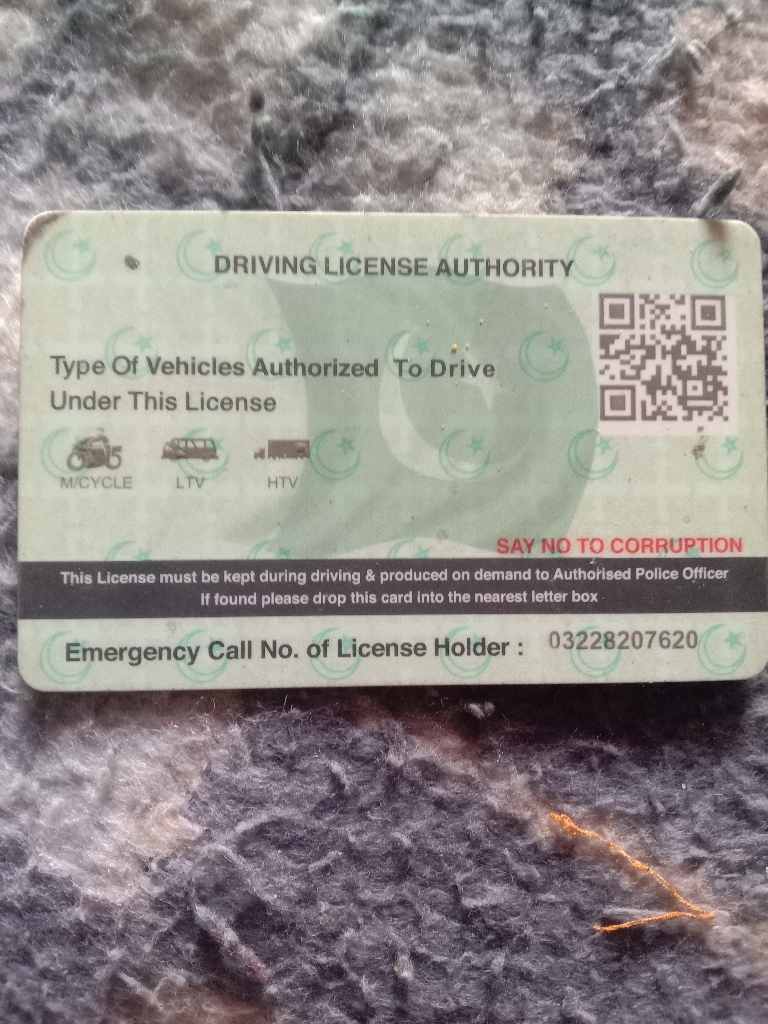 DRIVING LICENSE AUTHORITY
Type Of Vehicles Authorized To Drive
Under This License
M/CYCLE LTV HTV
SAY NO TO CORRUPTION
This License must be kept during driving & produced on demand to Authorised Police Officer
If found please drop this card into the nearest letter box
Emergency Call No. of License Holder : 03228207620